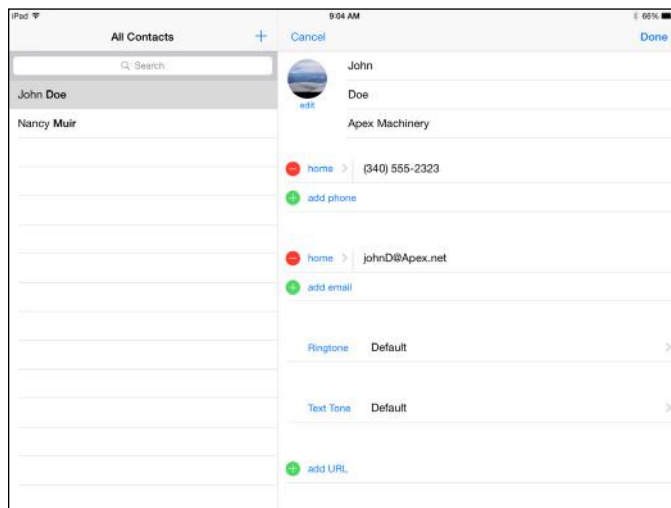 iPad 9:04 AM 66%
All Contacts + Cancel Done
Search
John Doe
Nancy Muir
edit
John
Doe
Apex Machinery
home (340) 555-2323
add phone
home johnD@Apex.net
add email
Ringtone Default
Text Tone Default
add URL